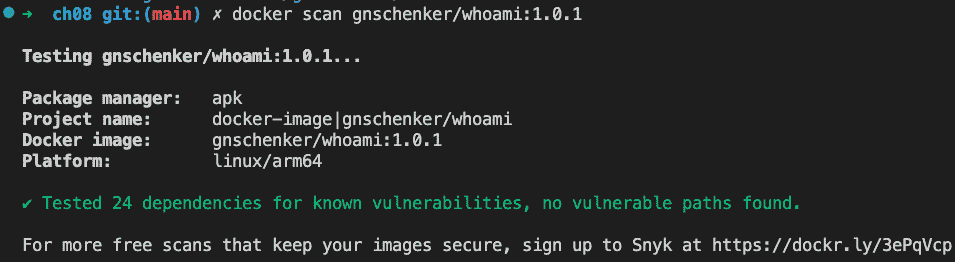 ➜ ch08 git:(main) ✗ docker scan gnschenker/whoami:1.0.1
Testing gnschenker/whoami:1.0.1...
Package manager: apk
Project name: docker-image|gnschenker/whoami
Docker image: gnschenker/whoami:1.0.1
Platform: linux/arm64
✔ Tested 24 dependencies for known vulnerabilities, no vulnerable paths found.
For more free scans that keep your images secure, sign up to Snyk at https://dockr.ly/3ePqVcp